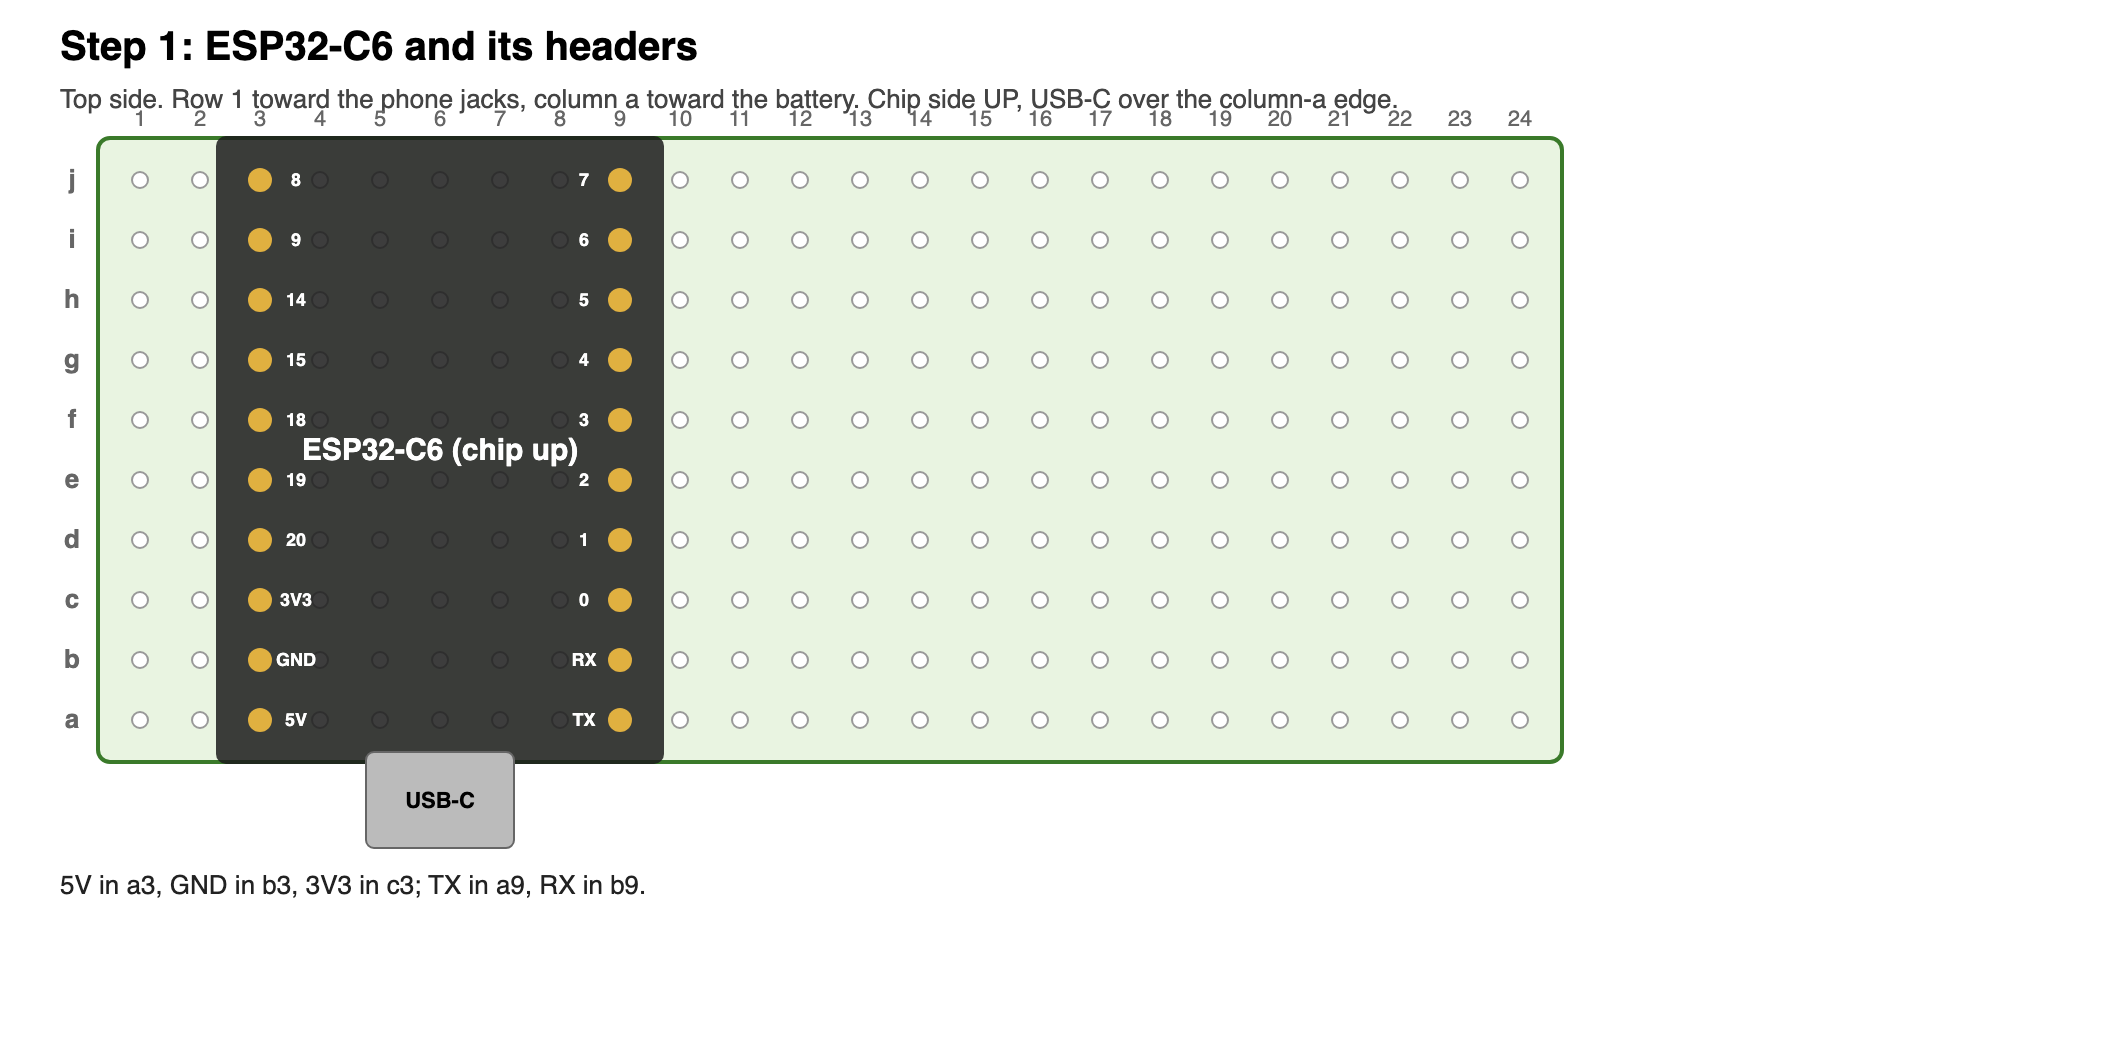 Step 1: ESP32-C6 and its headers
Top side. Row 1 toward the phone jacks, column a toward the battery. Chip side UP, USB-C over the column-a edge.
1 2 3 4 5 6 7 8 9 10 11 12 13 14 15 16 17 18 19 20 21 22 23 24
j 8 7
i 9 6
h 14 5
g 15 4
f 18 3
ESP32-C6 (chip up)
e 19 2
d 20 1
c 3V3 0
b GND RX
a 5V TX
USB-C
5V in a3, GND in b3, 3V3 in c3; TX in a9, RX in b9.